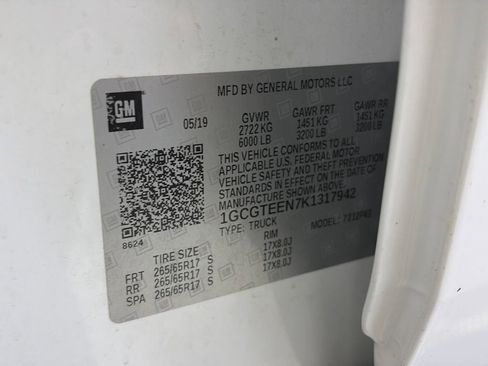 MFD BY GENERAL MOTORS LLC
GM
05/19
GVWR GAWR FRT GAWR RR
2722 KG 1451 KG 1451 KG
6000 LB 3200 LB 3200 LB
THIS VEHICLE CONFORMS TO ALL
APPLICABLE U.S. FEDERAL MOTOR
VEHICLE SAFETY AND THEFT PREVENTION
STANDARDS IN EFFECT ON THE DATE
OF MANUFACTURE SHOWN ABOVE.
1GCGTEEN7K1317942
TYPE: TRUCK MODEL:
8624
TIRE SIZE RIM
FRT 265/65R17 S 17X8.0J
RR 265/65R17 S 17X8.0J
SPA 265/65R17 S 17X8.0J